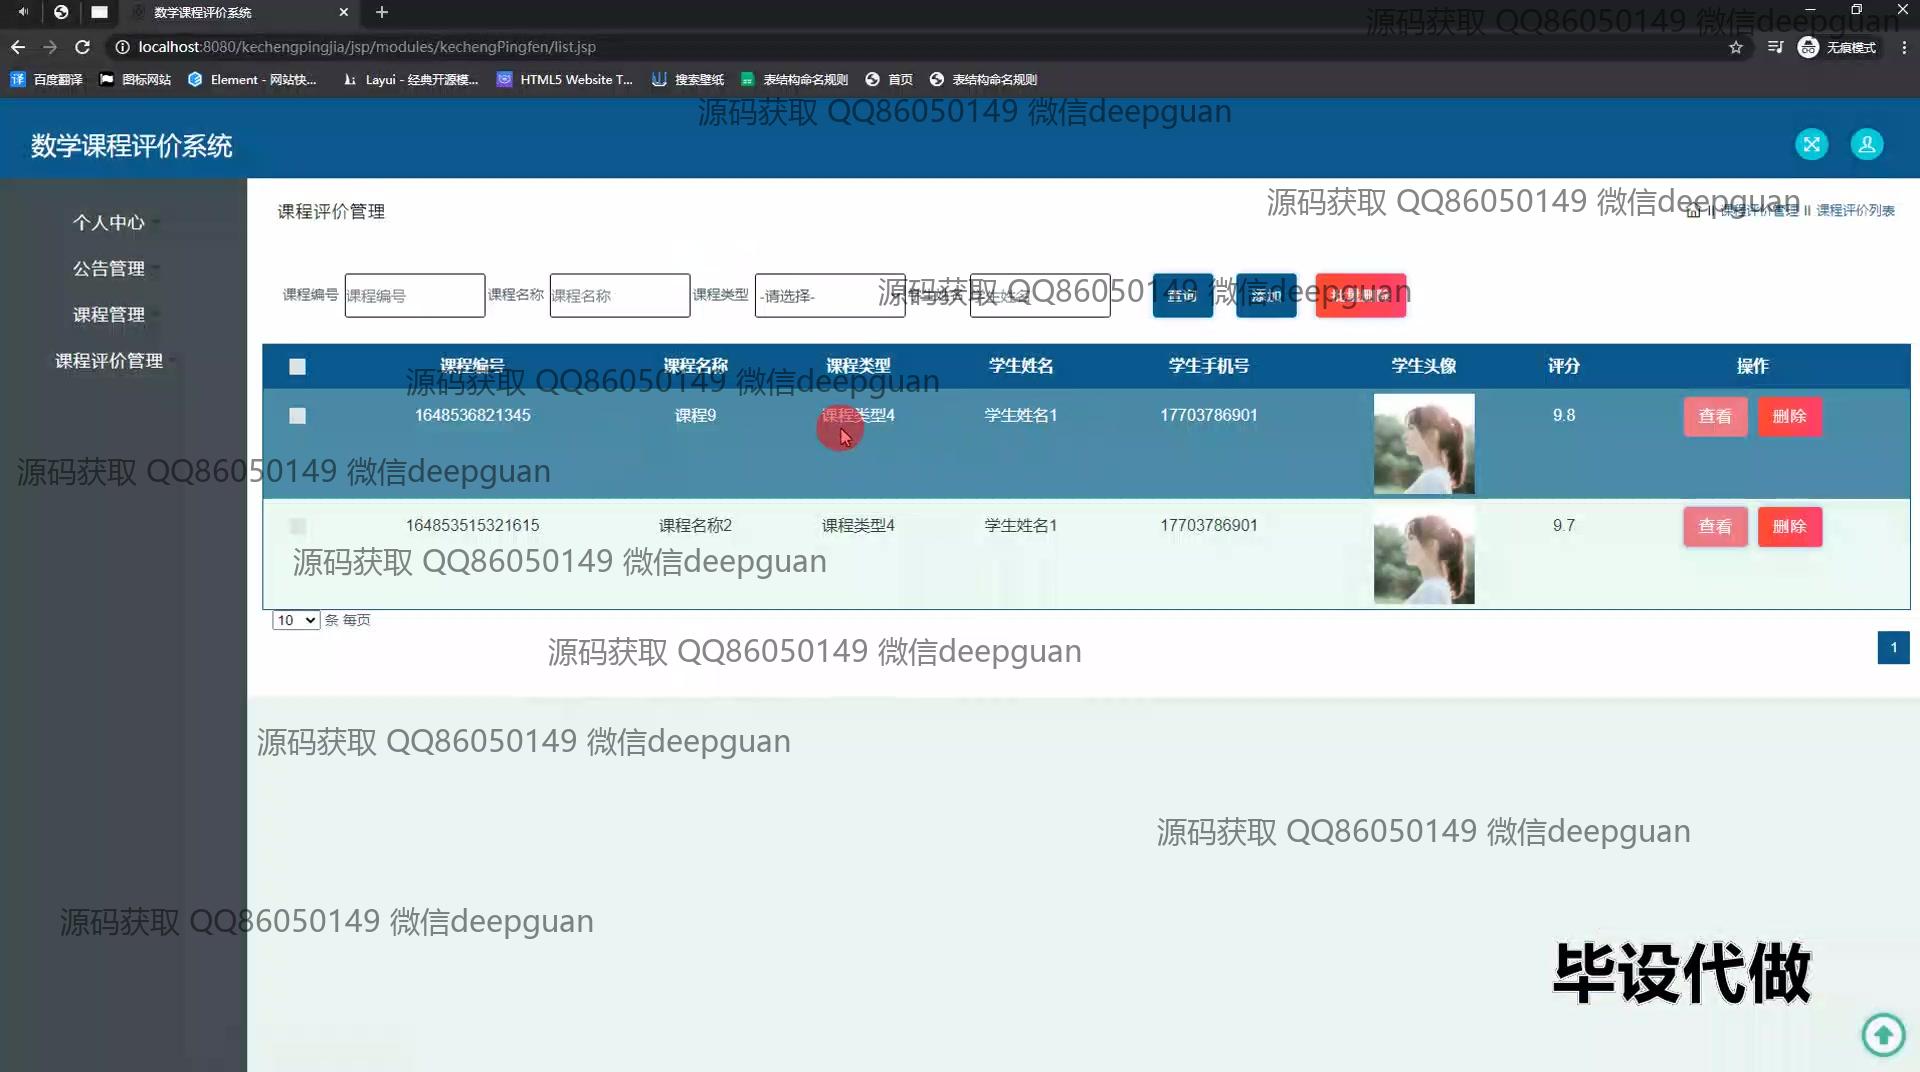 数学课程评价系统
localhost:8080/kechengpingjia/jsp/modules/kechengPingfen/list.jsp
无痕模式
百度翻译 图标网站 Element - 网站快... Layui - 经典开源模... HTML5 Website T... 搜索壁纸 表结构命名规则 首页 表结构命名规则
源码获取 QQ86050149 微信deepguan
源码获取 QQ86050149 微信deepguan
数学课程评价系统
个人中心
公告管理
课程管理
课程评价管理
课程评价管理
源码获取 QQ86050149 微信deepguan
课程评价管理 II 课程评价列表
课程编号 课程编号 课程名称 课程名称 课程类型 -请选择- 学生姓名 学生姓名 查询 添加 批量删除
源码获取 QQ86050149 微信deepguan
课程编号 课程名称 课程类型 学生姓名 学生手机号 学生头像 评分 操作
源码获取 QQ86050149 微信deepguan
1648536821345 课程9 课程类型4 学生姓名1 17703786901 9.8 查看 删除
源码获取 QQ86050149 微信deepguan
164853515321615 课程名称2 课程类型4 学生姓名1 17703786901 9.7 查看 删除
源码获取 QQ86050149 微信deepguan
10 条 每页
1
源码获取 QQ86050149 微信deepguan
源码获取 QQ86050149 微信deepguan
源码获取 QQ86050149 微信deepguan
源码获取 QQ86050149 微信deepguan
毕设代做